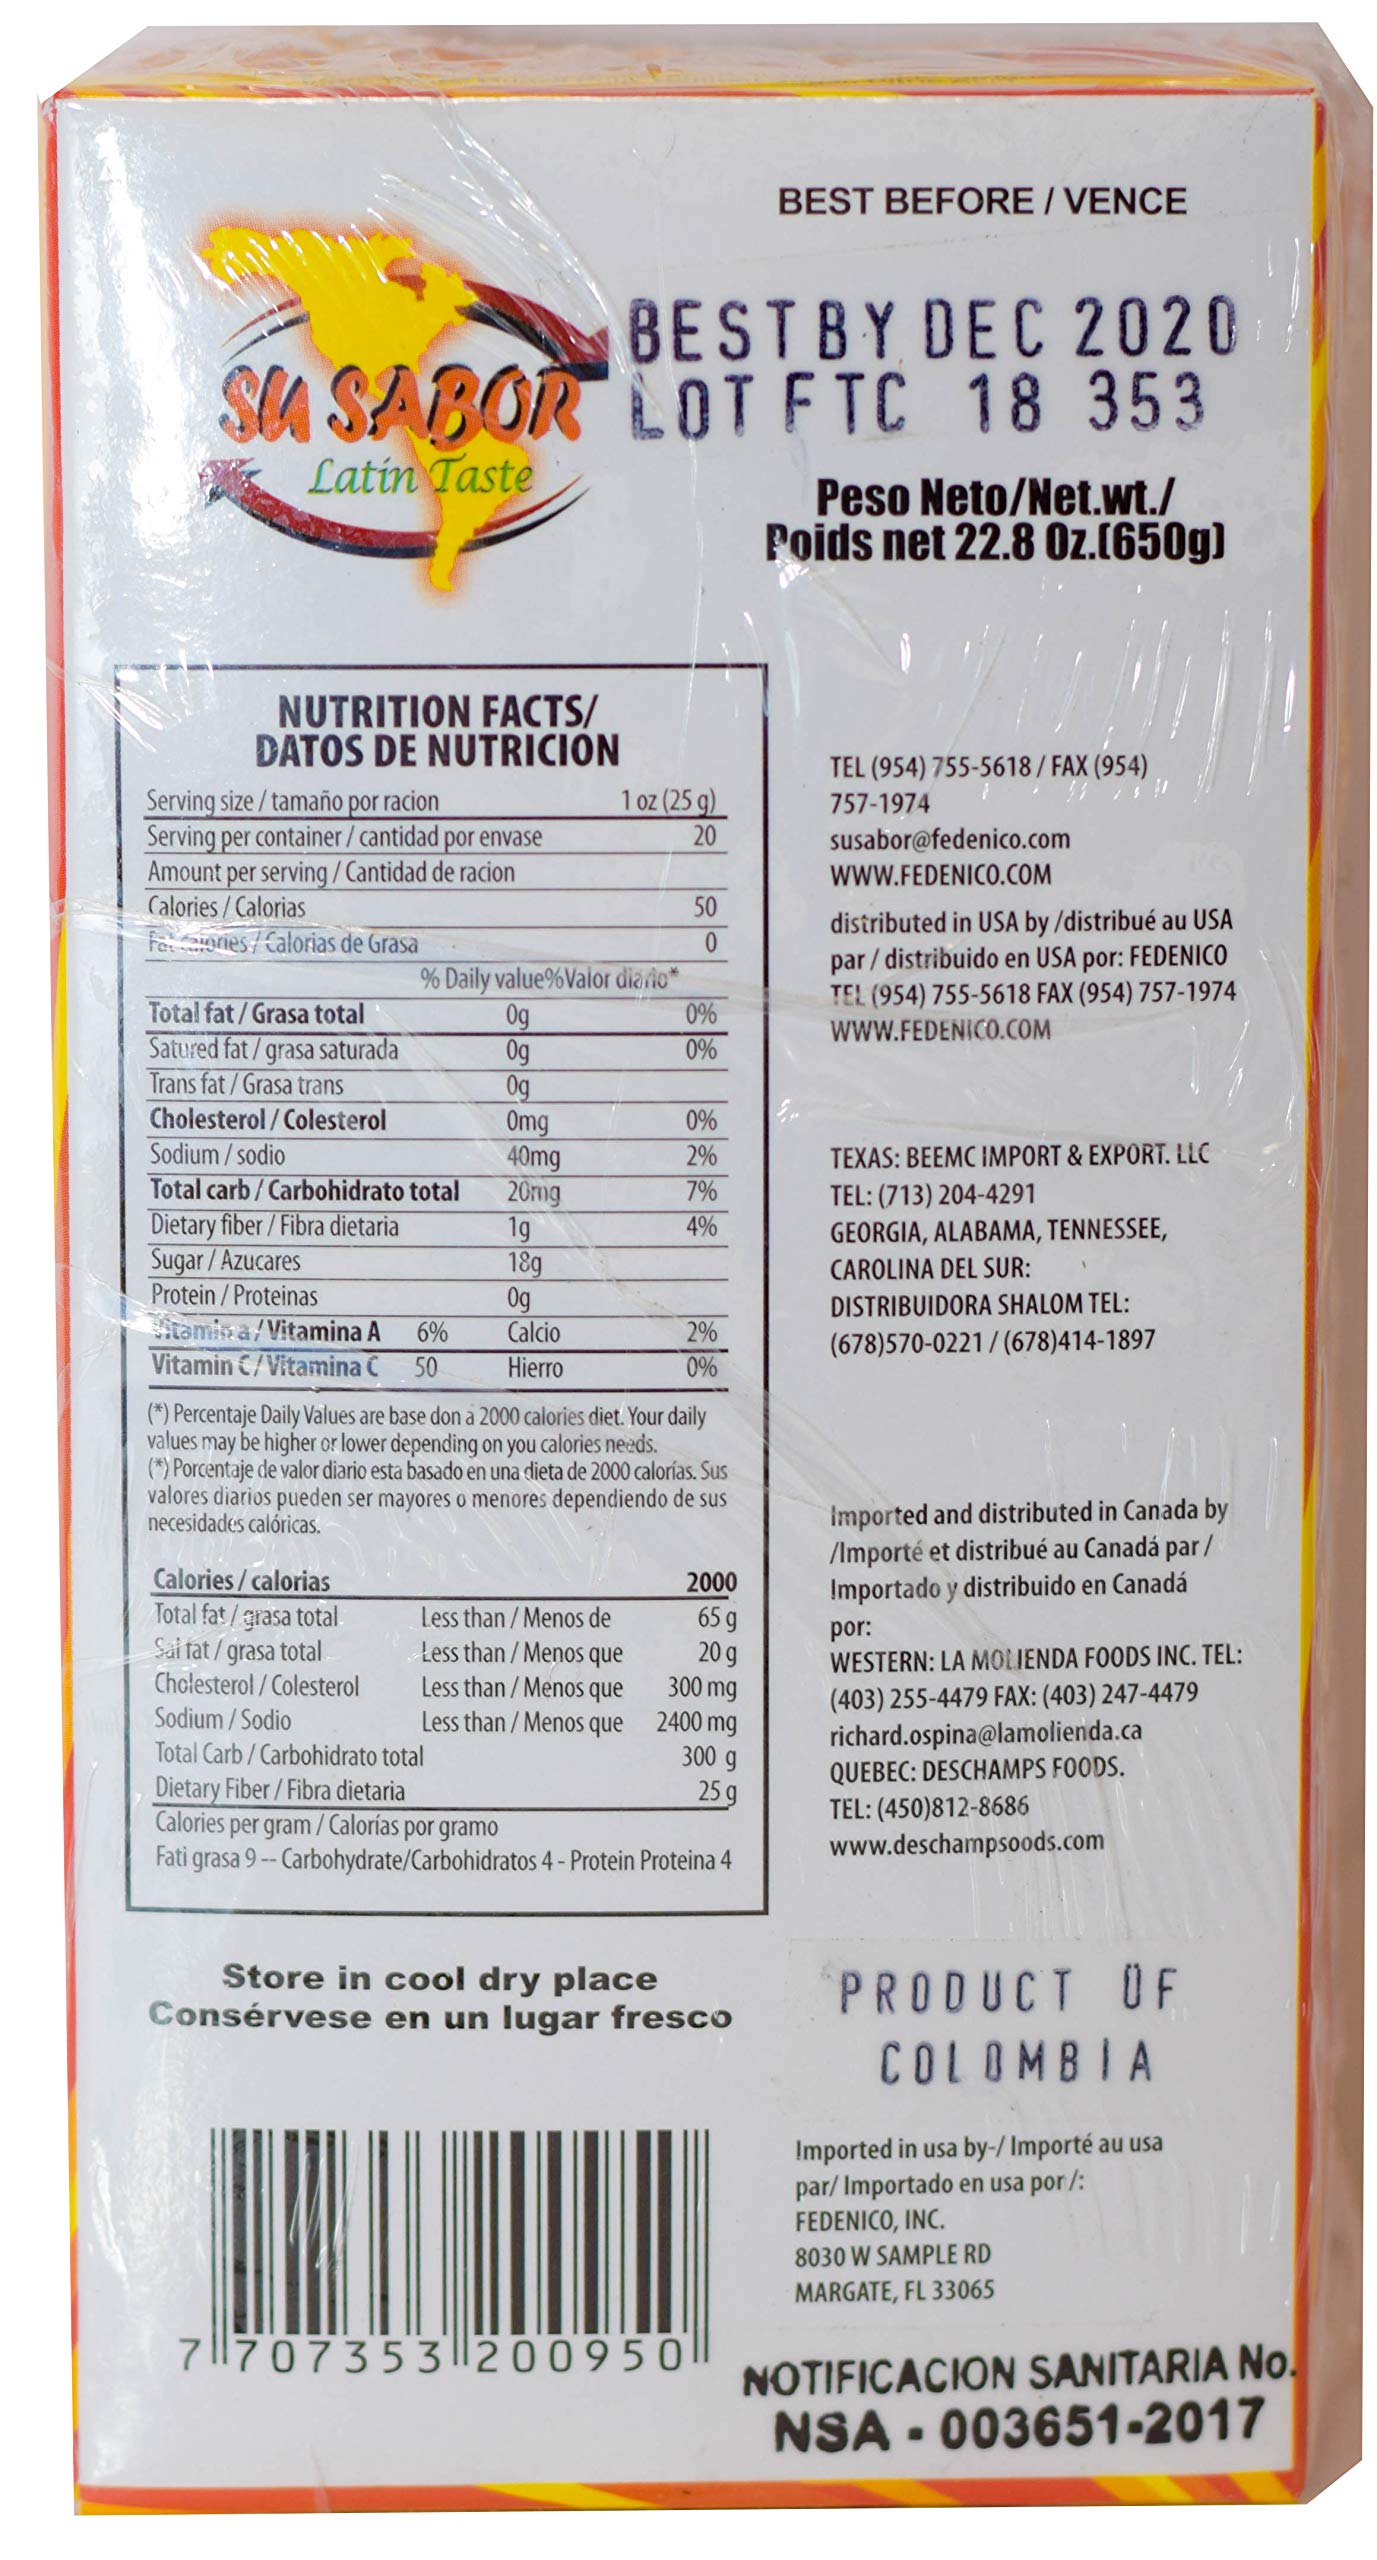 BEST BEFORE / VENCE
BEST BY DEC 2020
LOT FTC 18 353
SU SABOR
Latin Taste
Peso Neto/Net.wt./
Poids net 22.8 Oz.(650g)
NUTRITION FACTS/
DATOS DE NUTRICION
Serving size / tamaño por racion 1 oz (25 g)
Serving per container / cantidad por envase 20
Amount per serving / Cantidad de racion
Calories / Calorias 50
Fat calories / Calorias de Grasa 0
% Daily value%Valor diario*
Total fat / Grasa total 0g 0%
Satured fat / grasa saturada 0g 0%
Trans fat / Grasa trans 0g
Cholesterol / Colesterol 0mg 0%
Sodium / sodio 40mg 2%
Total carb / Carbohidrato total 20mg 7%
Dietary fiber / Fibra dietaria 1g 4%
Sugar / Azucares 18g
Protein / Proteinas 0g
Vitamin a / Vitamina A 6% Calcio 2%
Vitamin C / Vitamina C 50 Hierro 0%
(*) Percentaje Daily Values are base don a 2000 calories diet. Your daily
values may be higher or lower depending on you calories needs.
(*) Porcentaje de valor diario esta basado en una dieta de 2000 calorías. Sus
valores diarios pueden ser mayores o menores dependiendo de sus
necesidades calóricas.
Calories / calorias 2000
Total fat / grasa total Less than / Menos de 65 g
Sal fat / grasa total Less than / Menos que 20 g
Cholesterol / Colesterol Less than / Menos que 300 mg
Sodium / Sodio Less than / Menos que 2400 mg
Total Carb / Carbohidrato total 300 g
Dietary Fiber / Fibra dietaria 25 g
Calories per gram / Calorías por gramo
Fati grasa 9 -- Carbohydrate/Carbohidratos 4 - Protein Proteina 4
TEL (954) 755-5618 / FAX (954)
757-1974
susabor@fedenico.com
WWW.FEDENICO.COM
distributed in USA by /distribué au USA
par / distribuido en USA por: FEDENICO
TEL (954) 755-5618 FAX (954) 757-1974
WWW.FEDENICO.COM
TEXAS: BEEMC IMPORT & EXPORT. LLC
TEL: (713) 204-4291
GEORGIA, ALABAMA, TENNESSEE,
CAROLINA DEL SUR:
DISTRIBUIDORA SHALOM TEL:
(678)570-0221 / (678)414-1897
Imported and distributed in Canada by
/Importé et distribué au Canadá par /
Importado y distribuido en Canadá
por:
WESTERN: LA MOLIENDA FOODS INC. TEL:
(403) 255-4479 FAX: (403) 247-4479
richard.ospina@lamolienda.ca
QUEBEC: DESCHAMPS FOODS.
TEL: (450)812-8686
www.deschampsoods.com
Store in cool dry place
Consérvese en un lugar fresco
PRODUCT OF
COLOMBIA
Imported in usa by-/ Importé au usa
par/ Importado en usa por /:
FEDENICO, INC.
8030 W SAMPLE RD
MARGATE, FL 33065
7 707353 200950
NOTIFICACION SANITARIA No.
NSA - 003651-2017